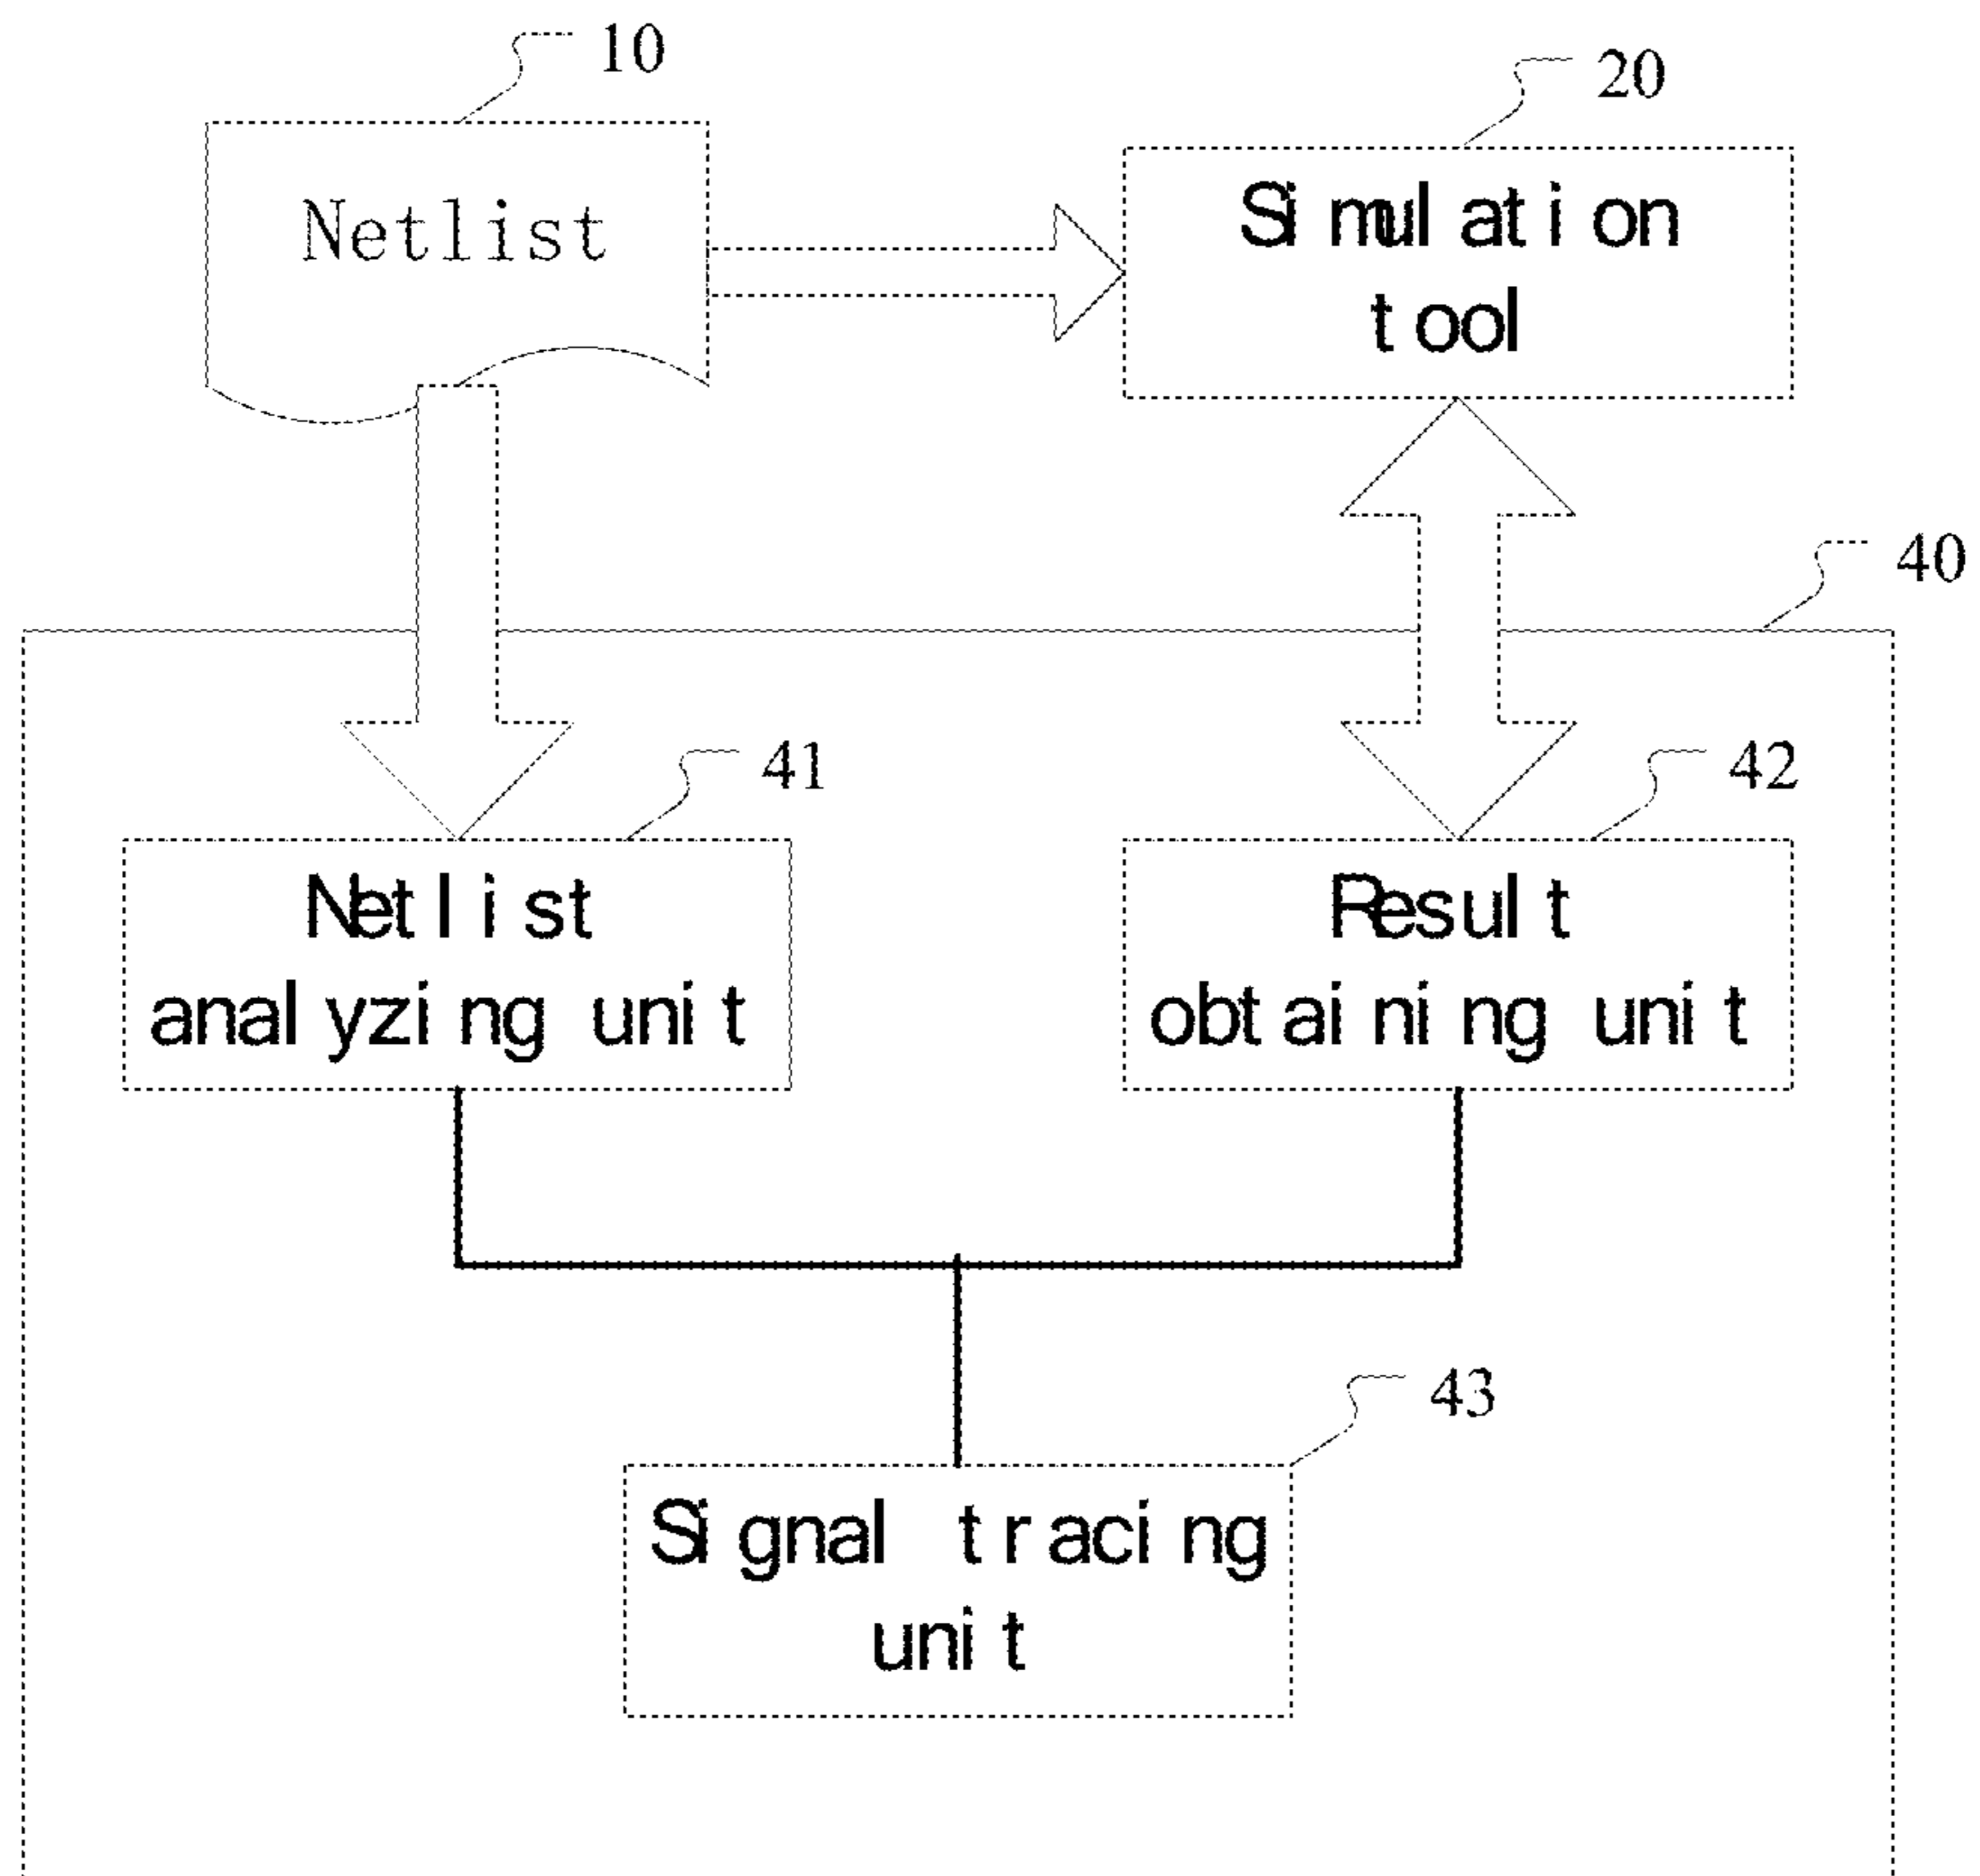 10
20
Netlist
Simulation
tool
40
41
42
Netlist
analyzing unit
Result
obtaining unit
43
Signal tracing
unit